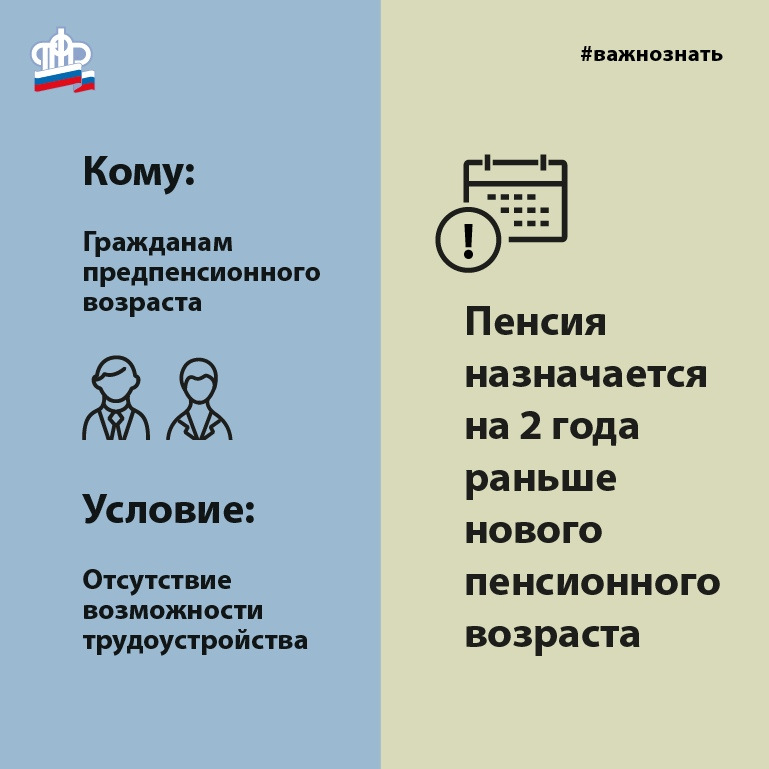 #важнознать
Кому:
Гражданам
предпенсионного
возраста
Условие:
Отсутствие
возможности
трудоустройства
Пенсия
назначается
на 2 года
раньше
нового
пенсионного
возраста